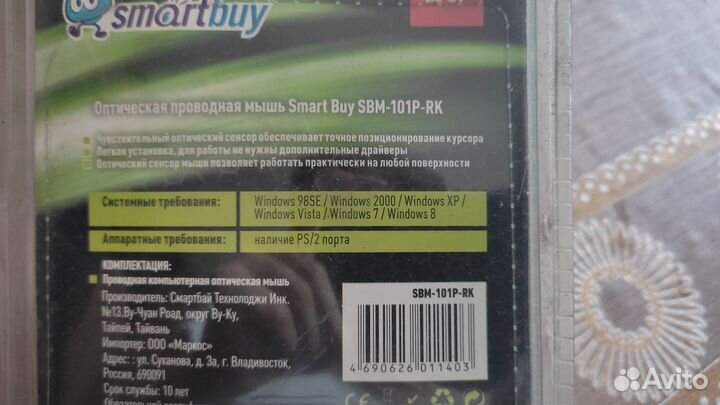 smartbuy
Оптическая проводная мышь Smart Buy SBM-101P-RK
Чувствительный оптический сенсор обеспечивает точное позиционирование курсора
Легкая установка, для работы не нужны дополнительные драйверы
Оптический сенсор мыши позволяет работать практически на любой поверхности
Системные требования: Windows 98SE / Windows 2000 / Windows XP /
Windows Vista / Windows 7 / Windows 8
Аппаратные требования: наличие PS/2 порта
КОМПЛЕКТАЦИЯ:
Проводная компьютерная оптическая мышь
Производитель: Смартбай Технолоджи Инк.
№13.Ву-Чуан Роад, округ Ву-Ку,
Тайпей, Тайвань
Импортер: ООО «Маркос»
Адрес: : ул. Суханова, д. 3а, г. Владивосток,
Россия, 690091
Срок службы: 10 лет
SBM-101P-RK
4690626011403
CE
Avito